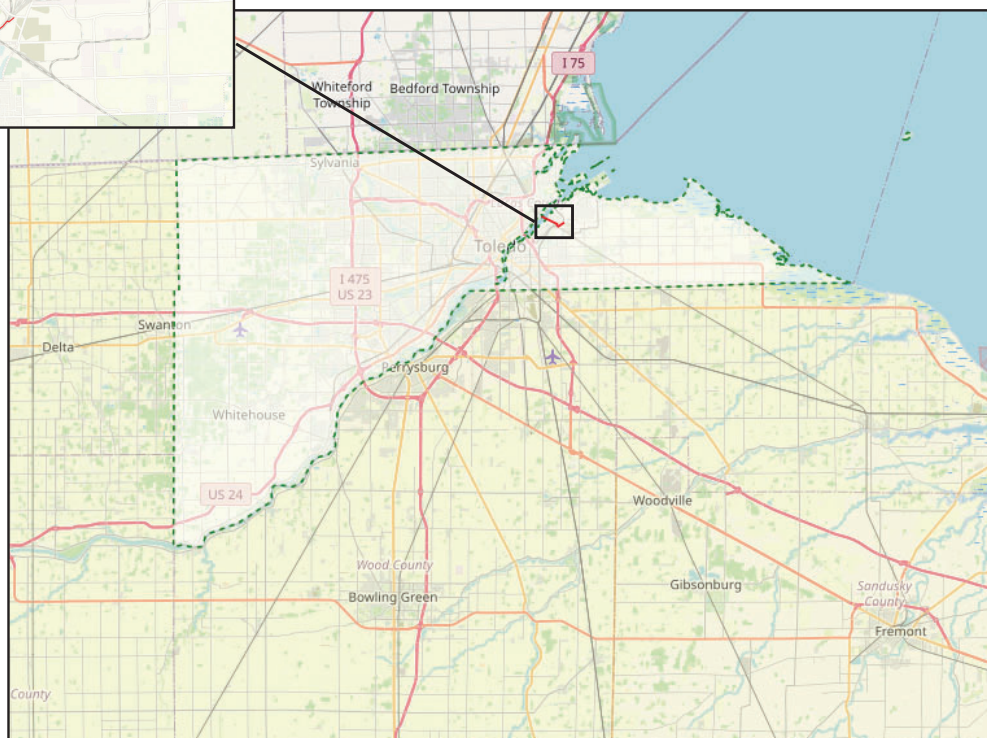 I 75
Whiteford
Township
Bedford Township
Sylvania
Toledo
I 475
US 23
Swanton
Delta
Perrysburg
Whitehouse
US 24
Woodville
Wood County
Gibsonburg
Bowling Green
Sandusky
County
Fremont
County